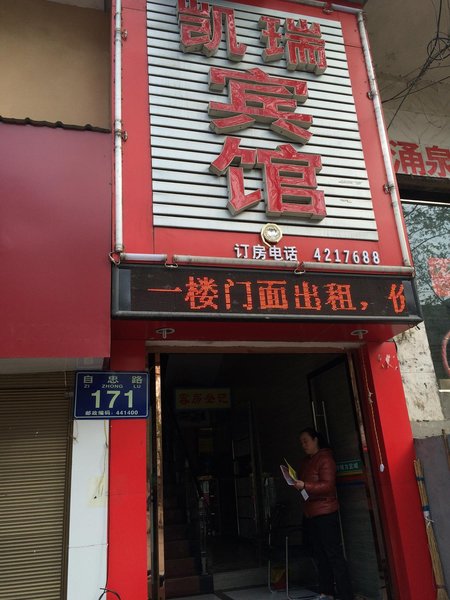 凯瑞
宾
馆
订房电话 4217688
一楼门面出租，
涌泉
自忠路
ZI ZHONG LU
171
邮政编码：441400
客房登记